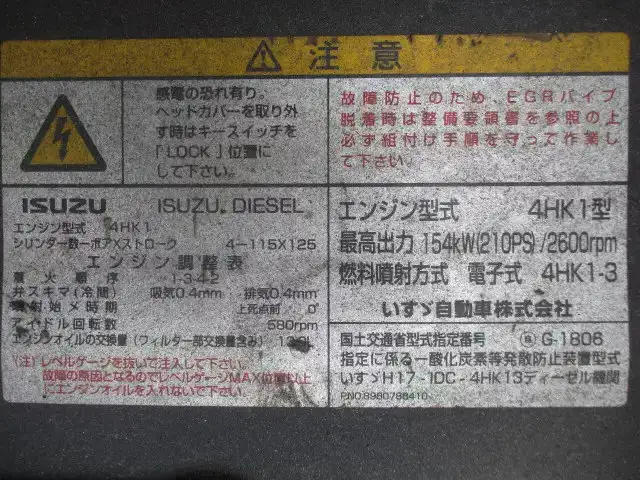 注意
感電の恐れ有り。
ヘッドカバーを取り外
す時はキースイッチを
「LOCK」位置に
して下さい。
故障防止のため、EGRパイプ
脱着時は整備要領書を参照の上
必ず組付け手順を守って作業し
て下さい。
ISUZU ISUZU DIESEL
エンジン型式 4HK1
シリンダー数ーボアXストローク 4-115X125
エンジン調整表
着火順序 1-3-4-2
弁スキマ(冷間) 吸気0.4mm 排気0.4mm
噴射始メ時期 上死点前 0°
アイドル回転数 580rpm
エンジンオイルの交換量(フィルター部交換含み)
(注)レベルゲージを抜いて注入して下さい。
故障の原因となるのでレベルゲージMAX位置以上
にエンジンオイルを入れないで下さい。
エンジン型式 4HK1型
最高出力 154kW(210PS)/2600rpm
燃料噴射方式 電子式 4HK1-3
いすゞ自動車株式会社
国土交通省型式指定番号 G-1806
指定に係る一酸化炭素等発散防止装置型式
いすゞH17-IDC-4HK13ディーゼル機関
P.NO.8980788410